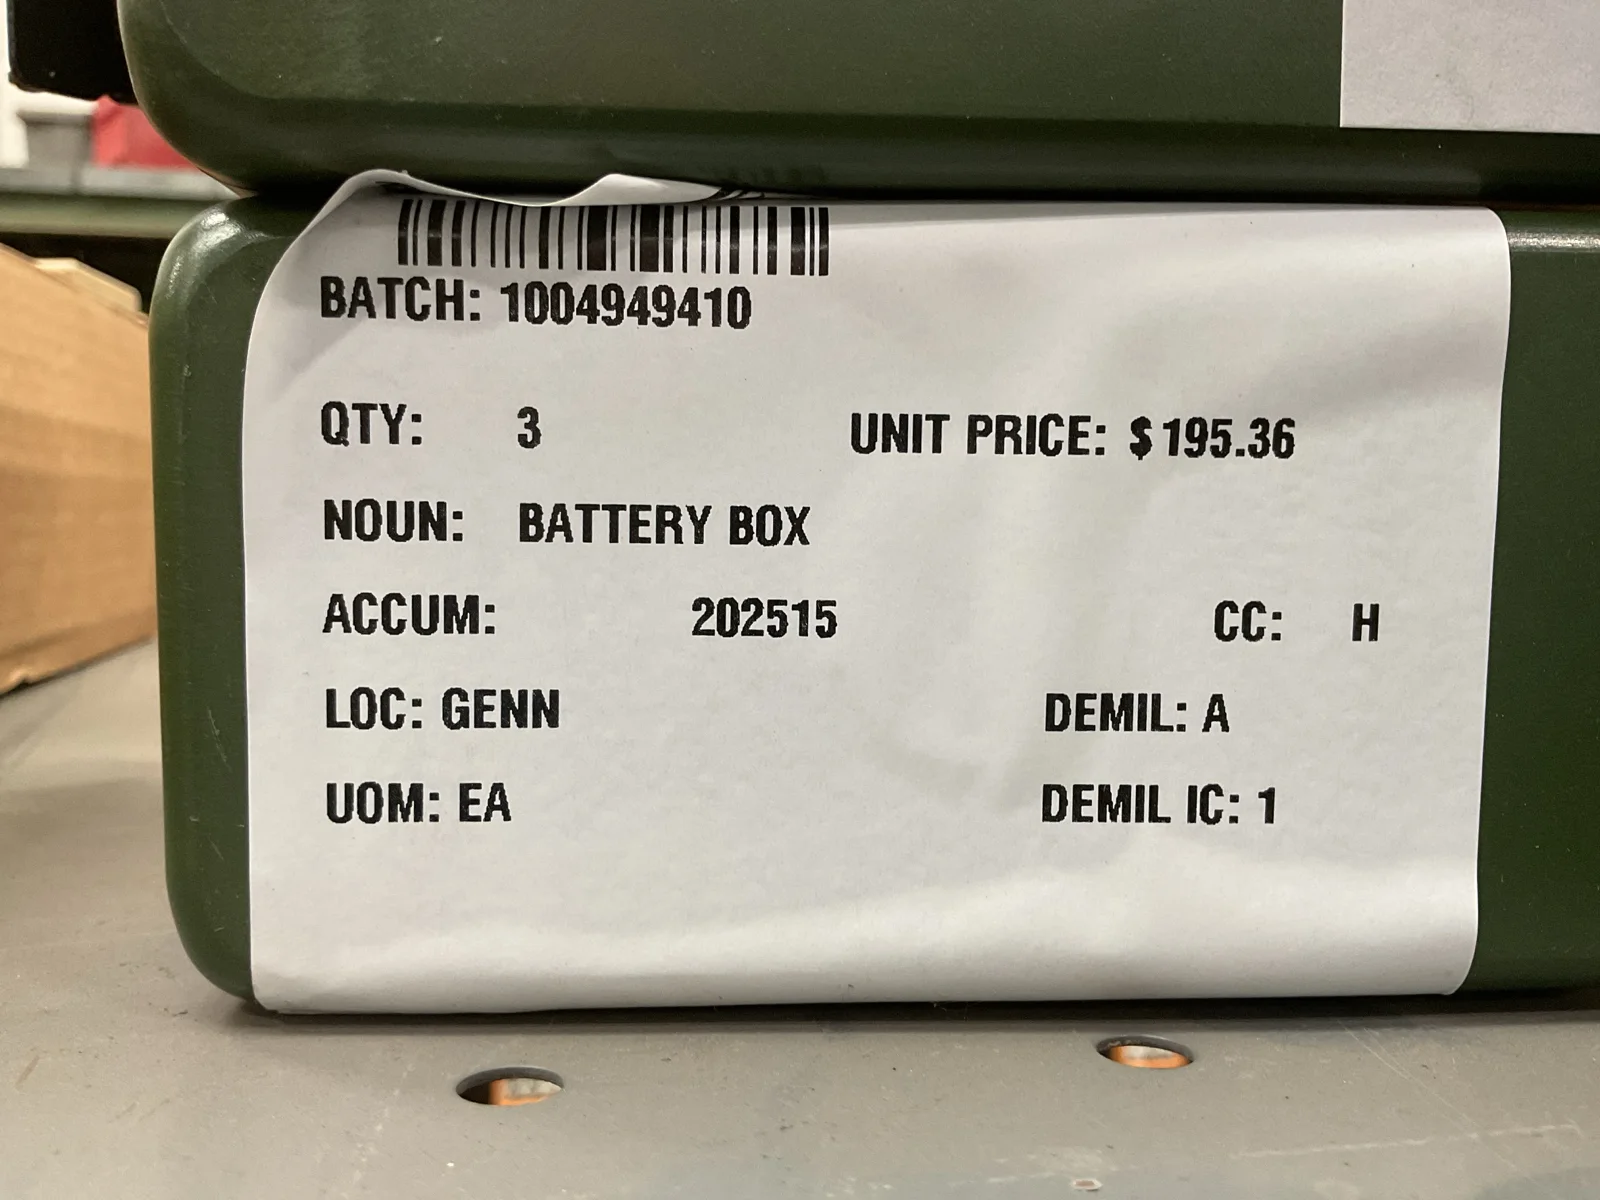 BATCH: 1004949410
QTY: 3 UNIT PRICE: $195.36
NOUN: BATTERY BOX
ACCUM: 202515 CC: H
LOC: GENN DEMIL: A
UOM: EA DEMIL IC: 1